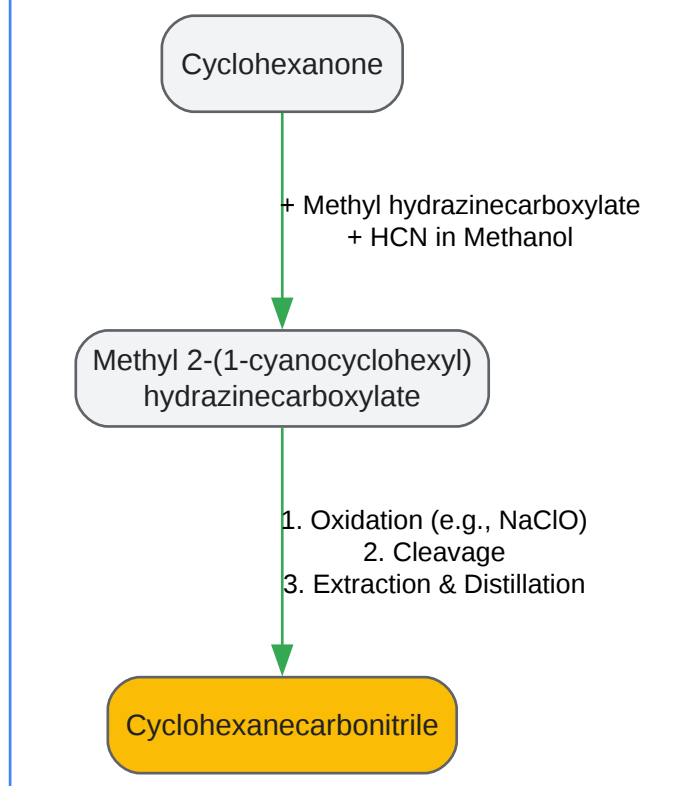 Cyclohexanone
+ Methyl hydrazinecarboxylate
+ HCN in Methanol
Methyl 2-(1-cyanocyclohexyl)
hydrazinecarboxylate
1. Oxidation (e.g., NaClO)
2. Cleavage
3. Extraction & Distillation
Cyclohexanecarbonitrile